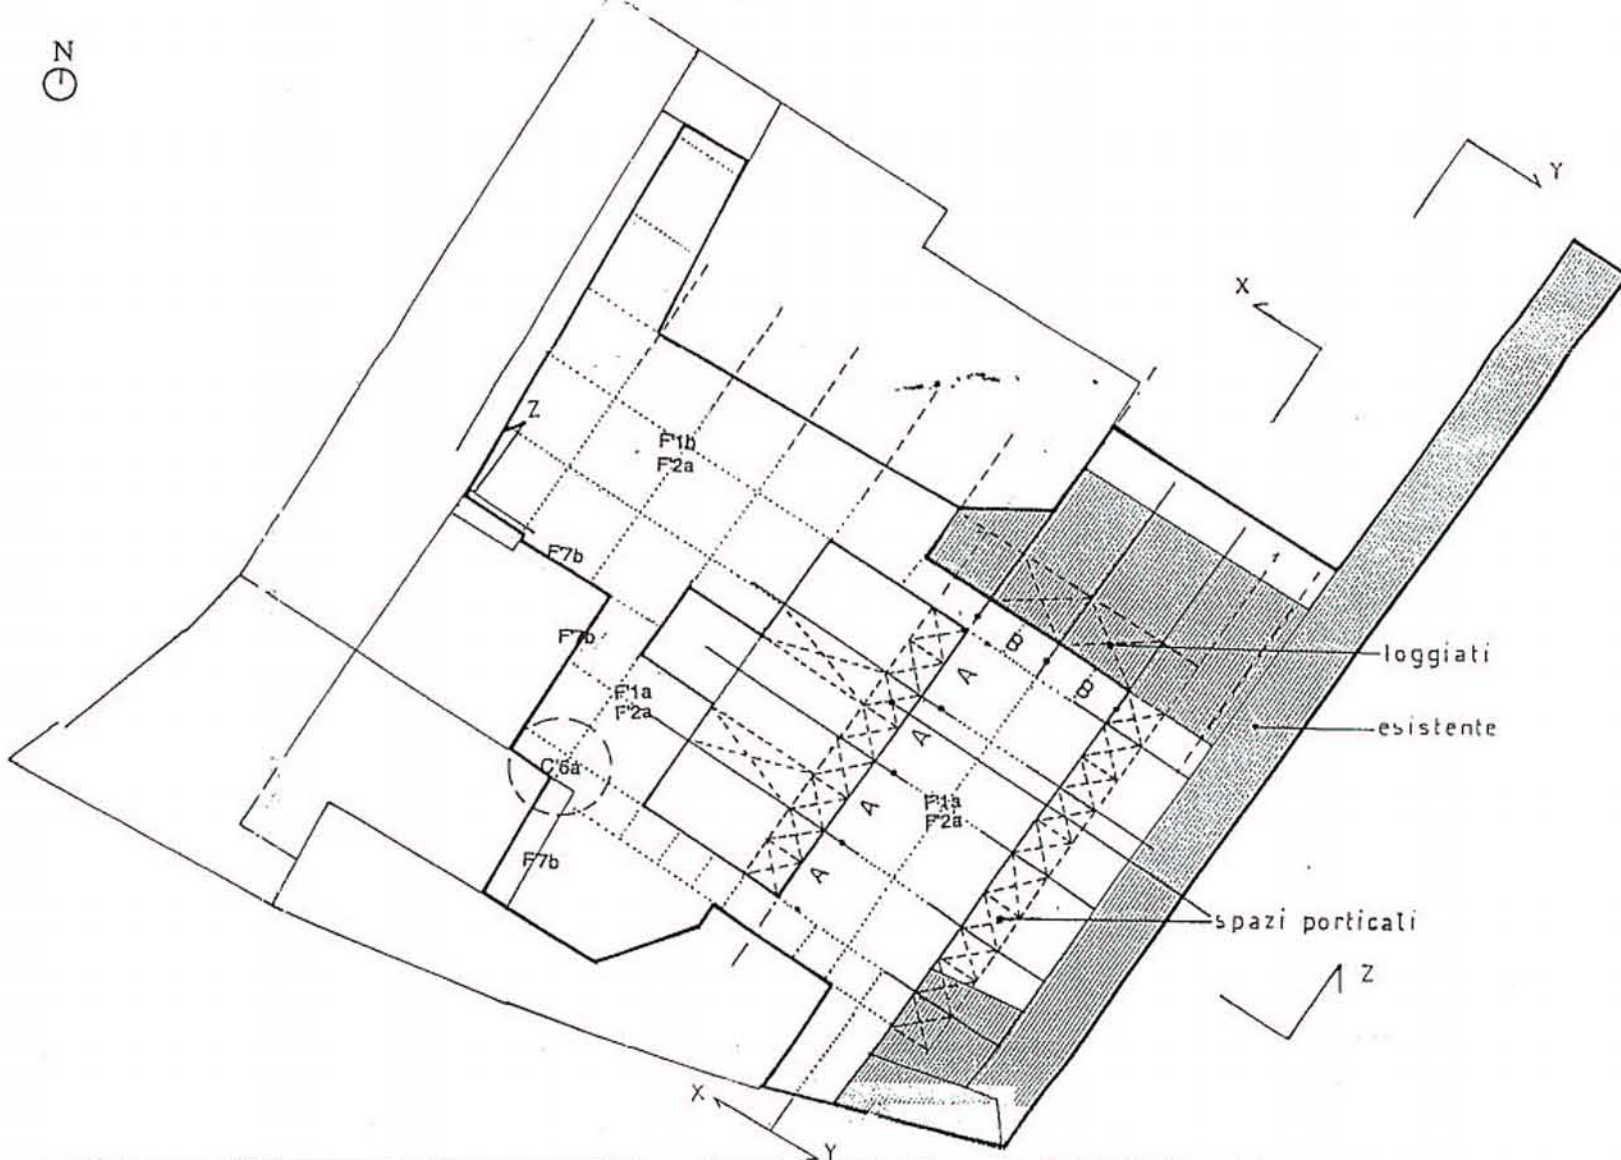 N
Y
X
Z
F'1b
F'2a
F'7b
F'7b
B
loggiati
A
B
F'1a
F'2a
esistente
A
C'6a
A
F'1a
F'2a
F'7b
A
spazi porticali
Z
X
Y